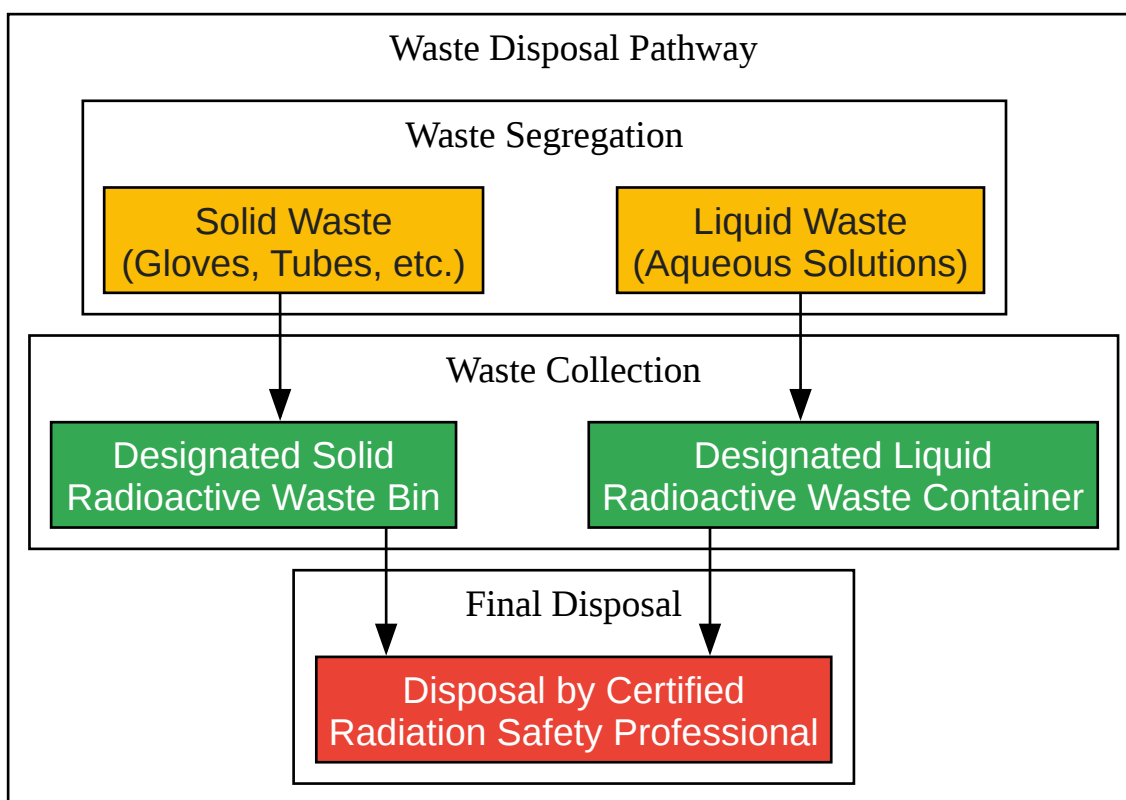 Waste Disposal Pathway
Waste Segregation
Solid Waste
(Gloves, Tubes, etc.)
Liquid Waste
(Aqueous Solutions)
Waste Collection
Designated Solid
Radioactive Waste Bin
Designated Liquid
Radioactive Waste Container
Final Disposal
Disposal by Certified
Radiation Safety Professional